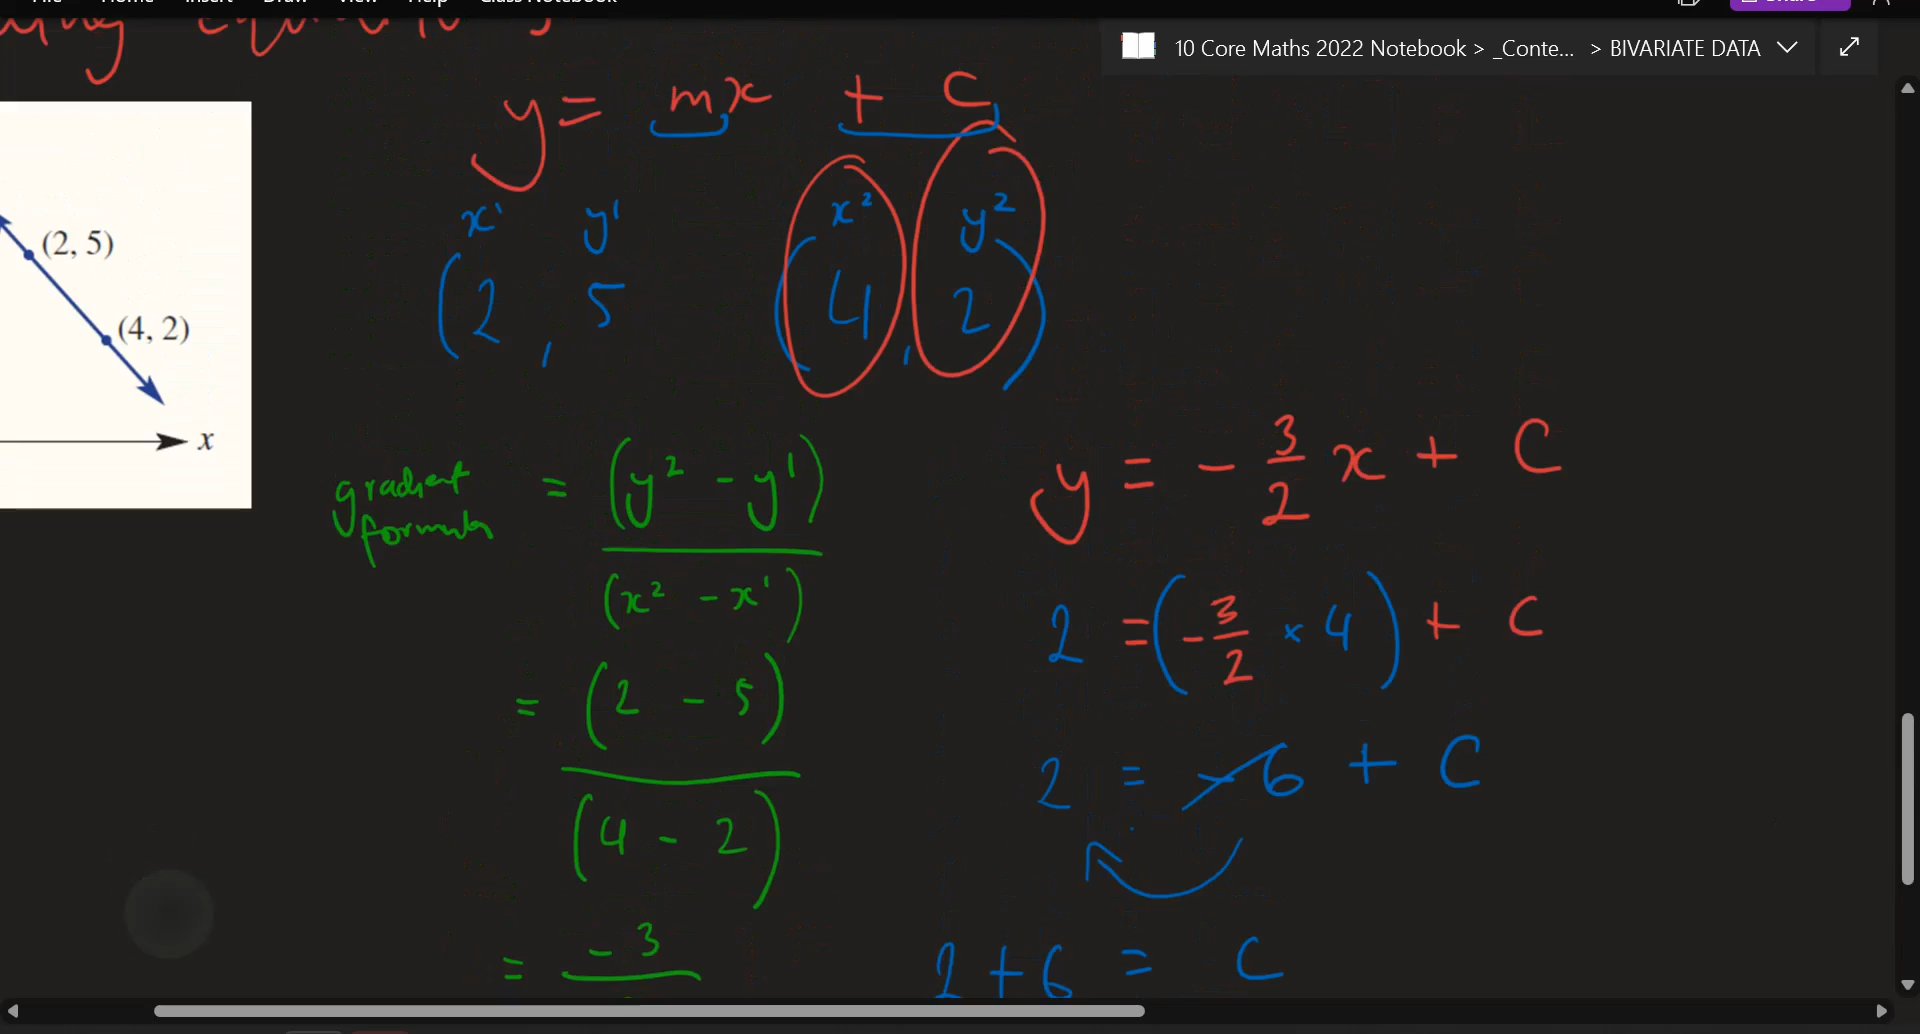 10 Core Maths 2022 Notebook > _Conte... > BIVARIATE DATA
y = mx + C
x¹ y¹ x² y²
(2, 5 (4, 2)
(2, 5)
(4, 2)
x
gradient formula = (y² - y¹)
(x² - x¹)
= (2 - 5)
(4 - 2)
= -3
y = - 3/2 x + C
2 = (- 3/2 × 4) + C
2 = -6 + C
2 + 6 = C